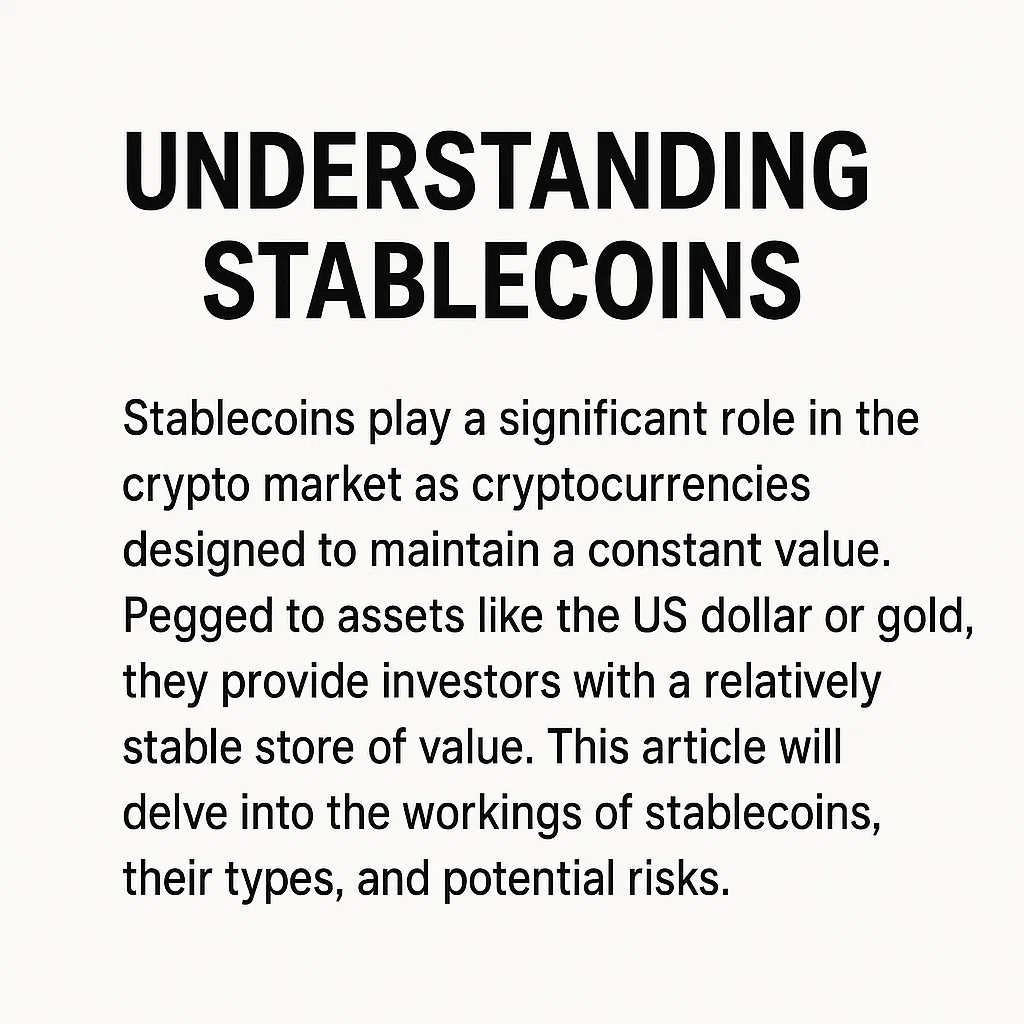 UNDERSTANDING
STABLECOINS
Stablecoins play a significant role in the
crypto market as cryptocurrencies
designed to maintain a constant value.
Pegged to assets like the US dollar or gold,
they provide investors with a relatively
stable store of value. This article will
delve into the workings of stablecoins,
their types, and potential risks.